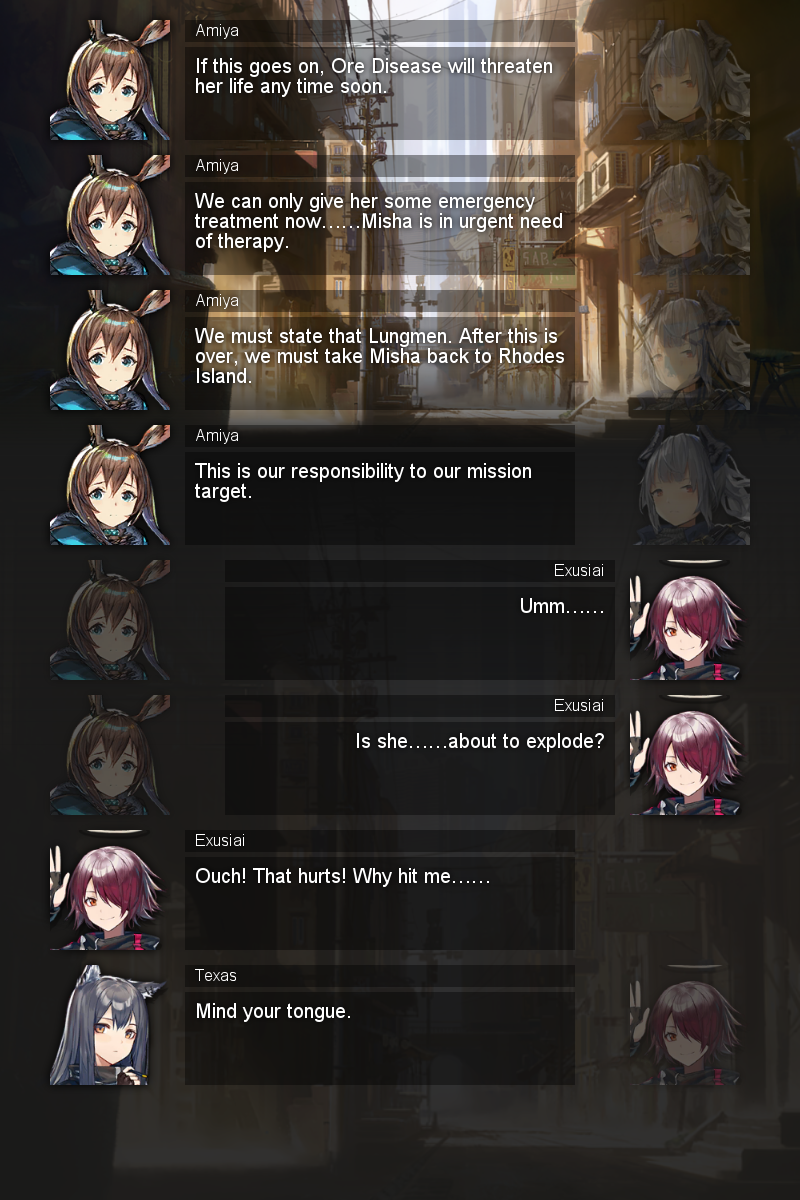 Amiya
If this goes on, Ore Disease will threaten
her life any time soon.
Amiya
We can only give her some emergency
treatment now......Misha is in urgent need
of therapy.
Amiya
We must state that Lungmen. After this is
over, we must take Misha back to Rhodes
Island.
Amiya
This is our responsibility to our mission
target.
Exusiai
Umm......
Exusiai
Is she......about to explode?
Exusiai
Ouch! That hurts! Why hit me......
Texas
Mind your tongue.